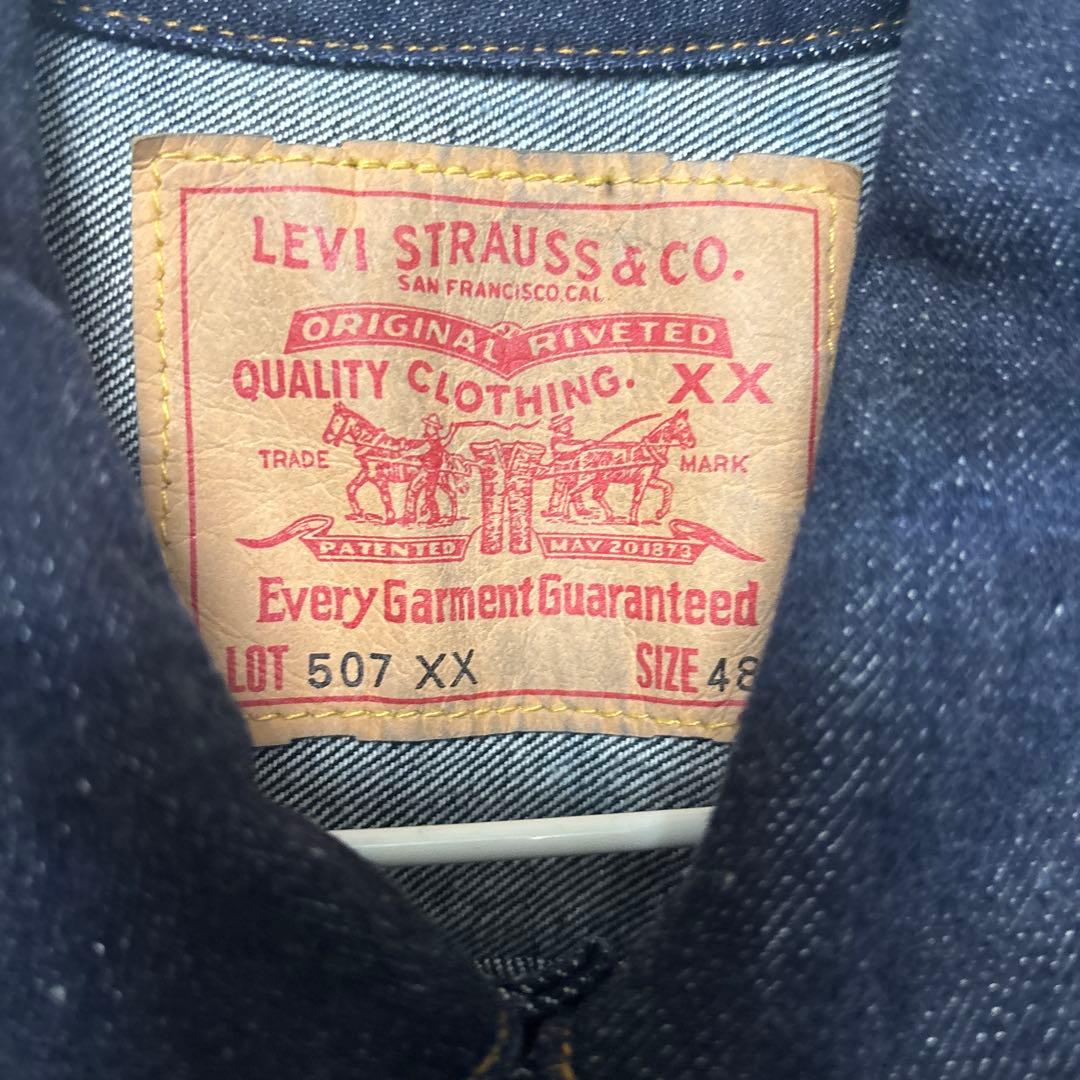 LEVI STRAUSS & CO.
SAN FRANCISCO, CAL.
ORIGINAL RIVETED
QUALITY CLOTHING. XX
TRADE MARK
PATENTED MAY 20 1873
Every Garment Guaranteed
LOT 507 XX SIZE 48